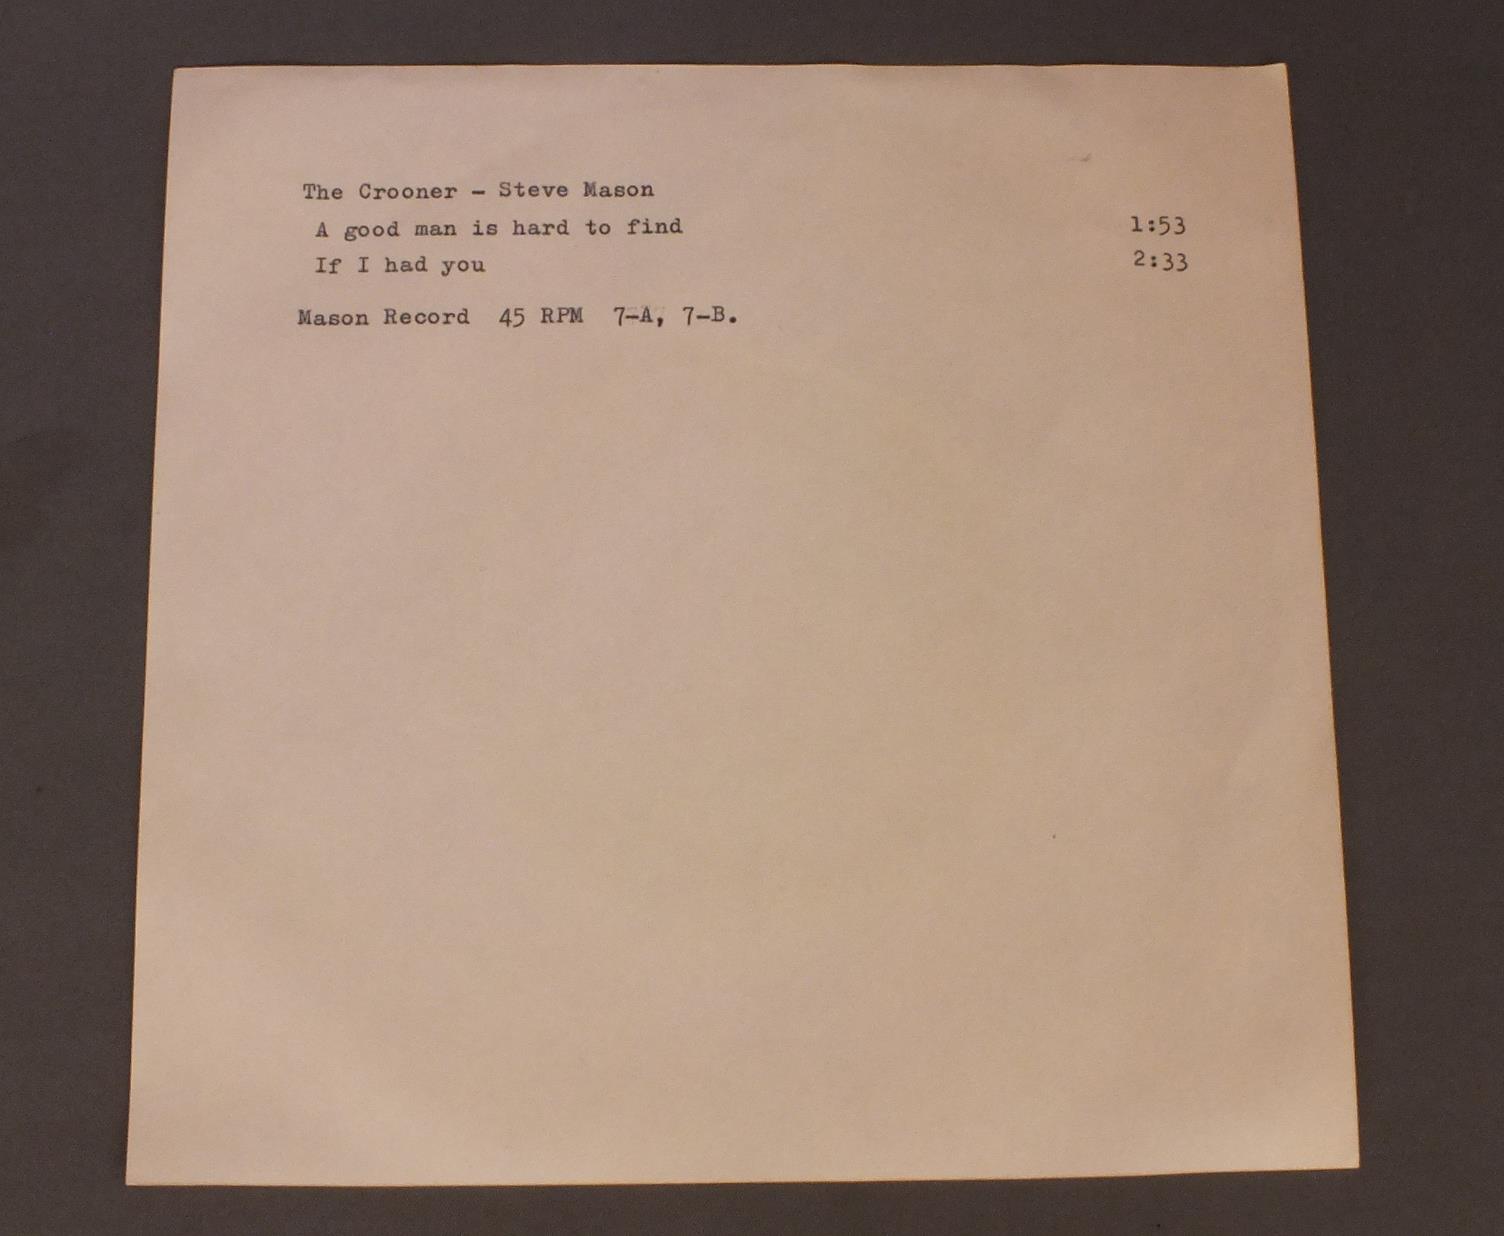 The Crooner – Steve Mason
A good man is hard to find 1:53
If I had you 2:33
Mason Record 45 RPM 7–A, 7–B.